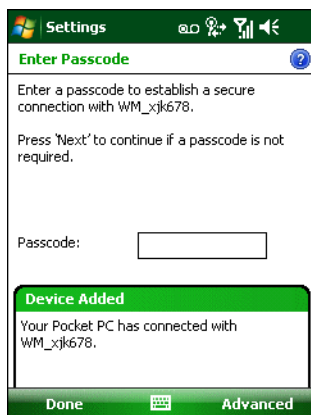 Settings
Enter Passcode
Enter a passcode to establish a secure
connection with WM_xjk678.
Press 'Next' to continue if a passcode is not
required.
Passcode:
Device Added
Your Pocket PC has connected with
WM_xjk678.
Done Advanced